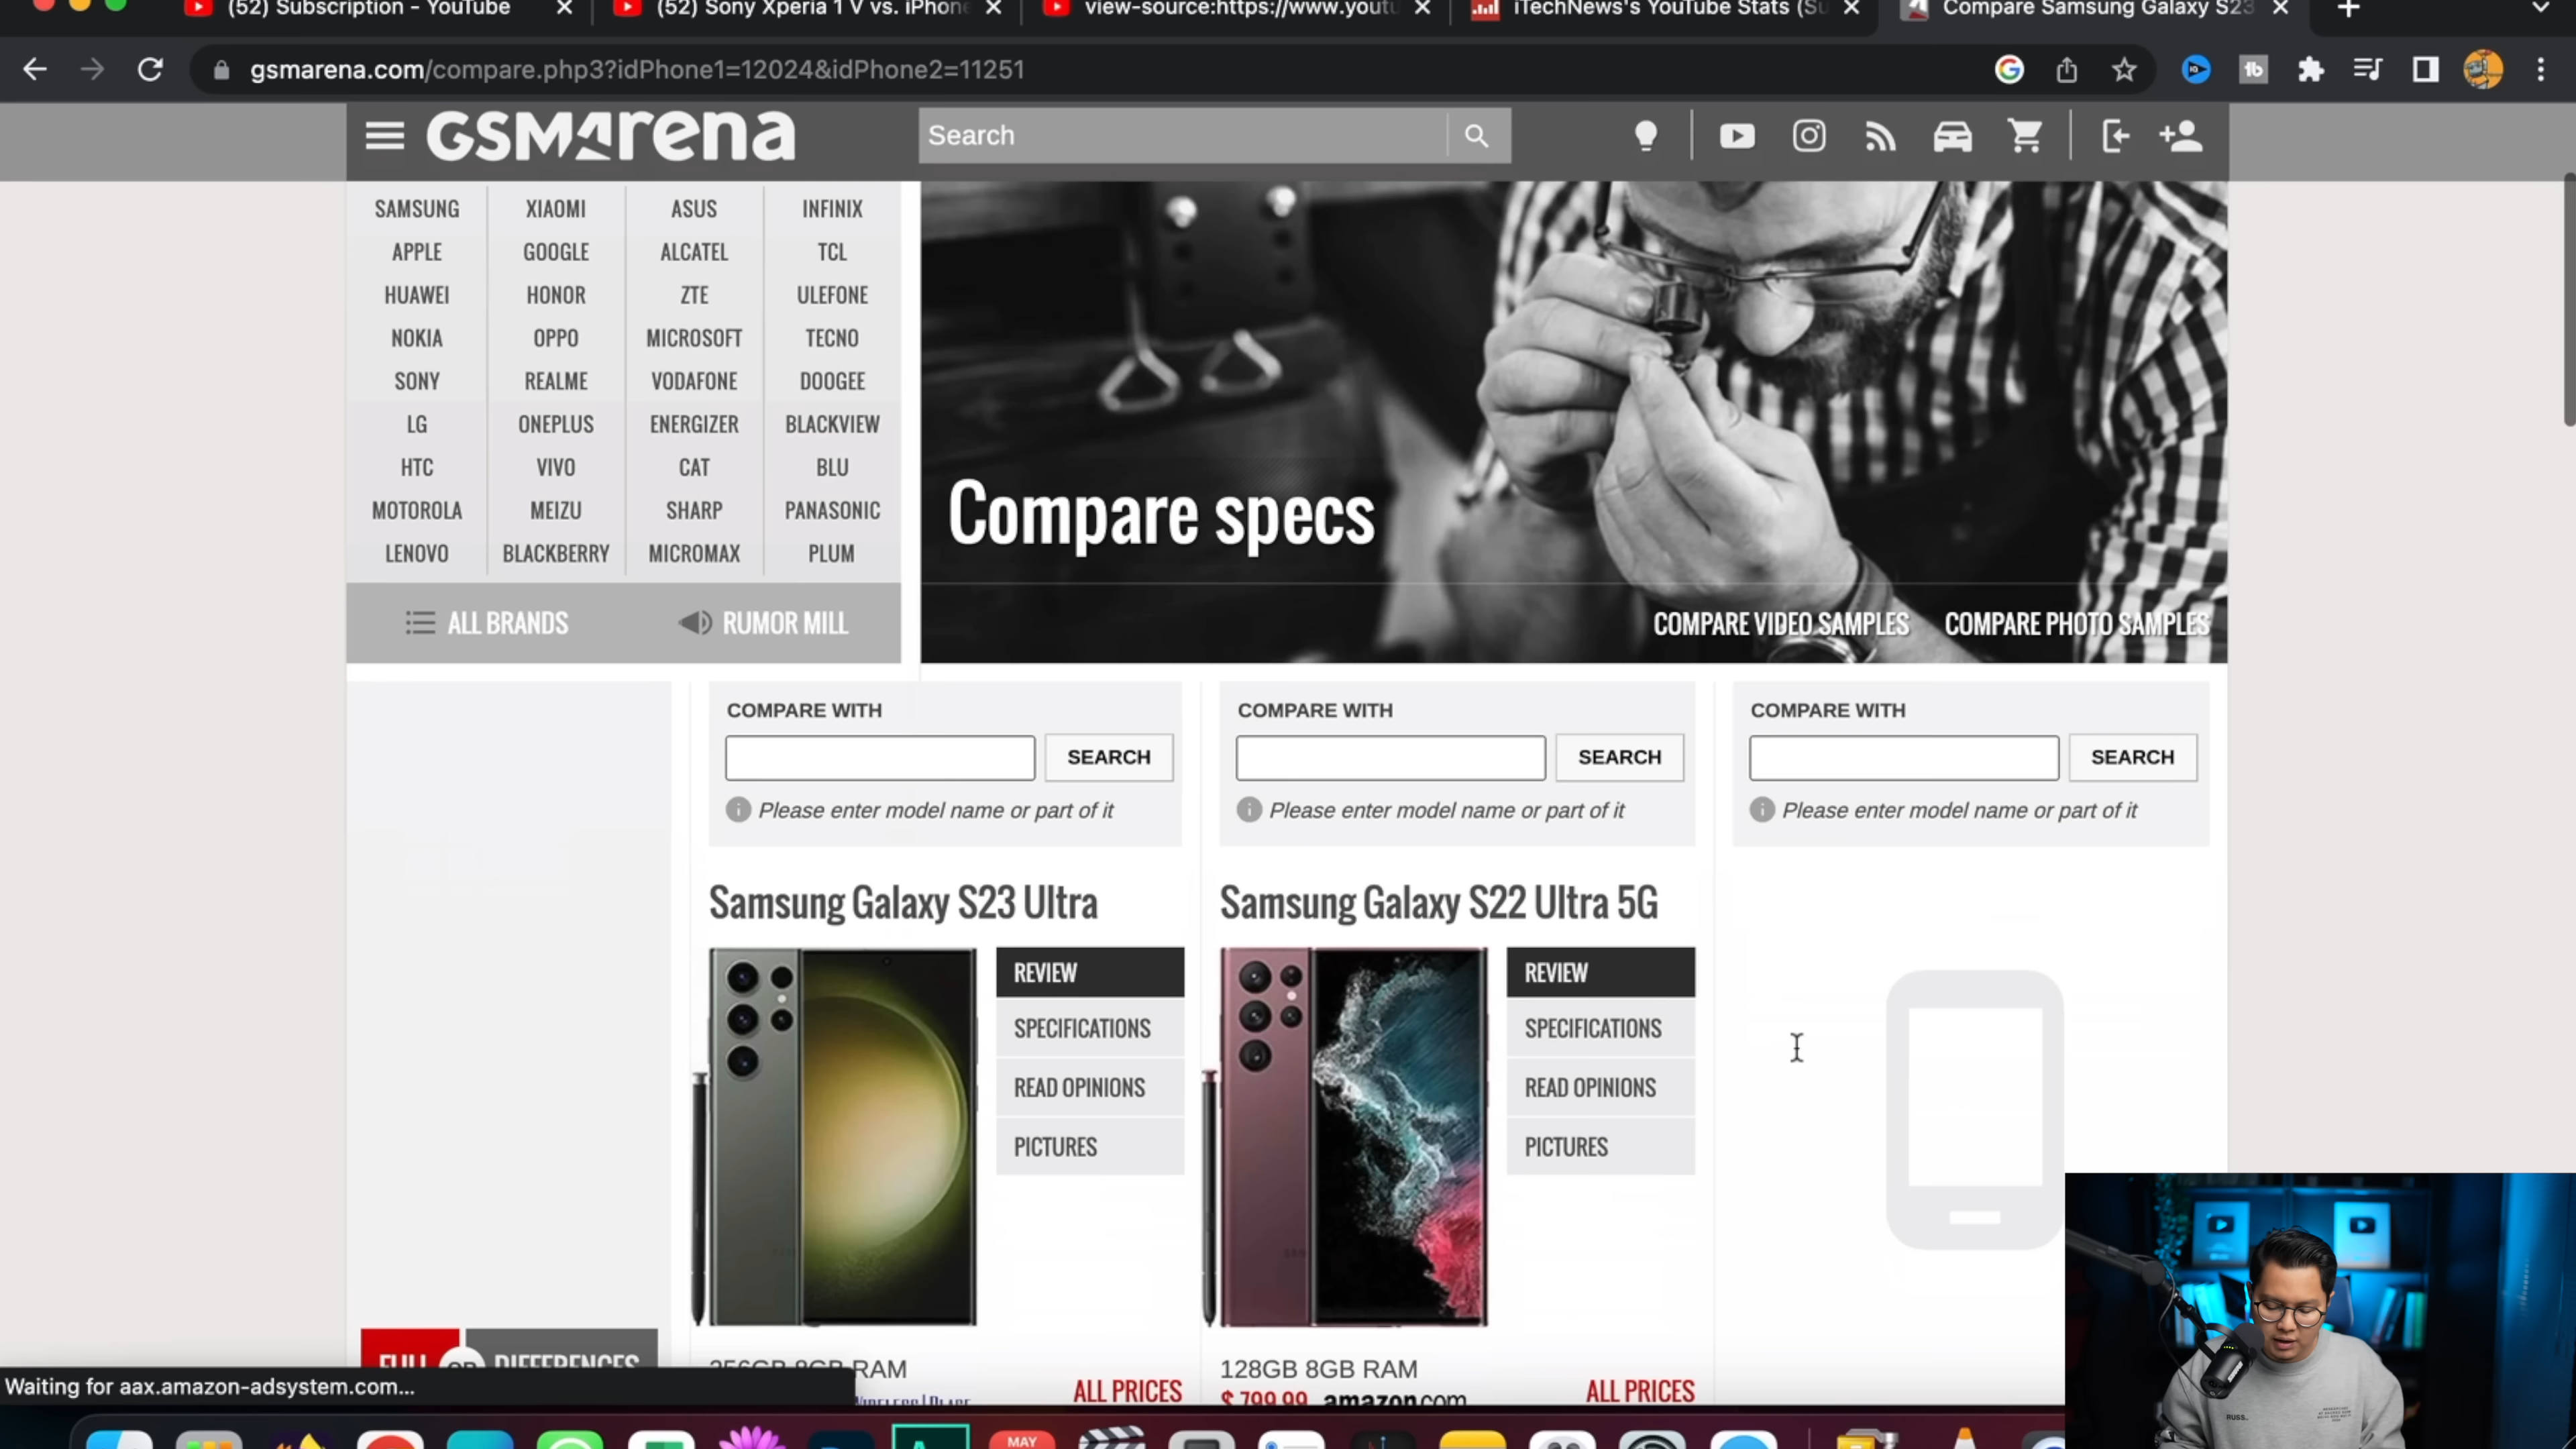 (52) Subscription - YouTube
(52) Sony Xperia 1 V vs. iPhone
view-source:https://www.yout
iTechNews's YouTube Stats (Su
Compare Samsung Galaxy S23
gsmarena.com/compare.php3?idPhone1=12024&idPhone2=11251
GSMArena
Search
SAMSUNG XIAOMI ASUS INFINIX
APPLE GOOGLE ALCATEL TCL
HUAWEI HONOR ZTE ULEFONE
NOKIA OPPO MICROSOFT TECNO
SONY REALME VODAFONE DOOGEE
LG ONEPLUS ENERGIZER BLACKVIEW
HTC VIVO CAT BLU
MOTOROLA MEIZU SHARP PANASONIC
LENOVO BLACKBERRY MICROMAX PLUM
ALL BRANDS RUMOR MILL
Compare specs
COMPARE VIDEO SAMPLES COMPARE PHOTO SAMPLES
COMPARE WITH COMPARE WITH COMPARE WITH
SEARCH SEARCH SEARCH
Please enter model name or part of it Please enter model name or part of it Please enter model name or part of it
Samsung Galaxy S23 Ultra Samsung Galaxy S22 Ultra 5G
REVIEW REVIEW
SPECIFICATIONS SPECIFICATIONS
READ OPINIONS READ OPINIONS
PICTURES PICTURES
FULL OR DIFFERENCES
256GB 8GB RAM 128GB 8GB RAM
ALL PRICES $ 799.99 amazon.com ALL PRICES
Waiting for aax.amazon-adsystem.com...
MAY
RUSS..